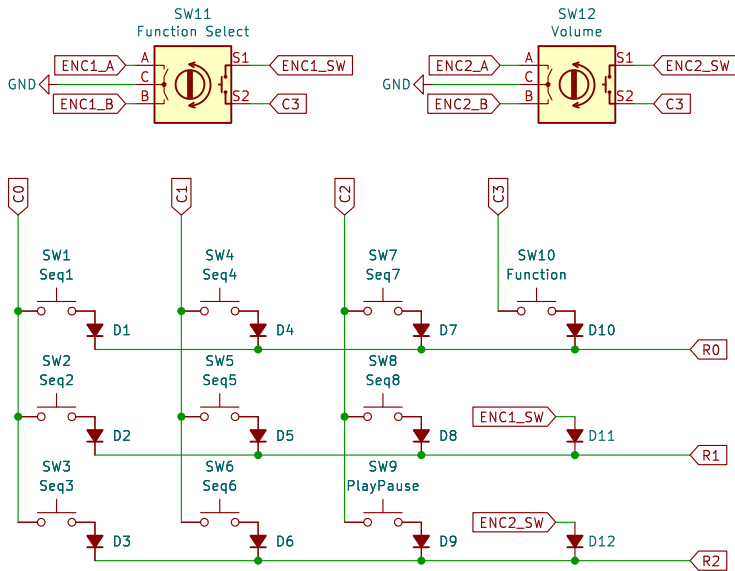 SW11
Function Select
SW12
Volume
ENC1_A
A
S1
ENC1_SW
ENC2_A
A
S1
ENC2_SW
GND
C
GND
C
ENC1_B
B
S2
C3
ENC2_B
B
S2
C3
C0
C1
C2
C3
SW1
Seq1
SW4
Seq4
SW7
Seq7
SW10
Function
D1
D4
D7
D10
R0
SW2
Seq2
SW5
Seq5
SW8
Seq8
ENC1_SW
D2
D5
D8
D11
R1
SW3
Seq3
SW6
Seq6
SW9
PlayPause
ENC2_SW
D3
D6
D9
D12
R2